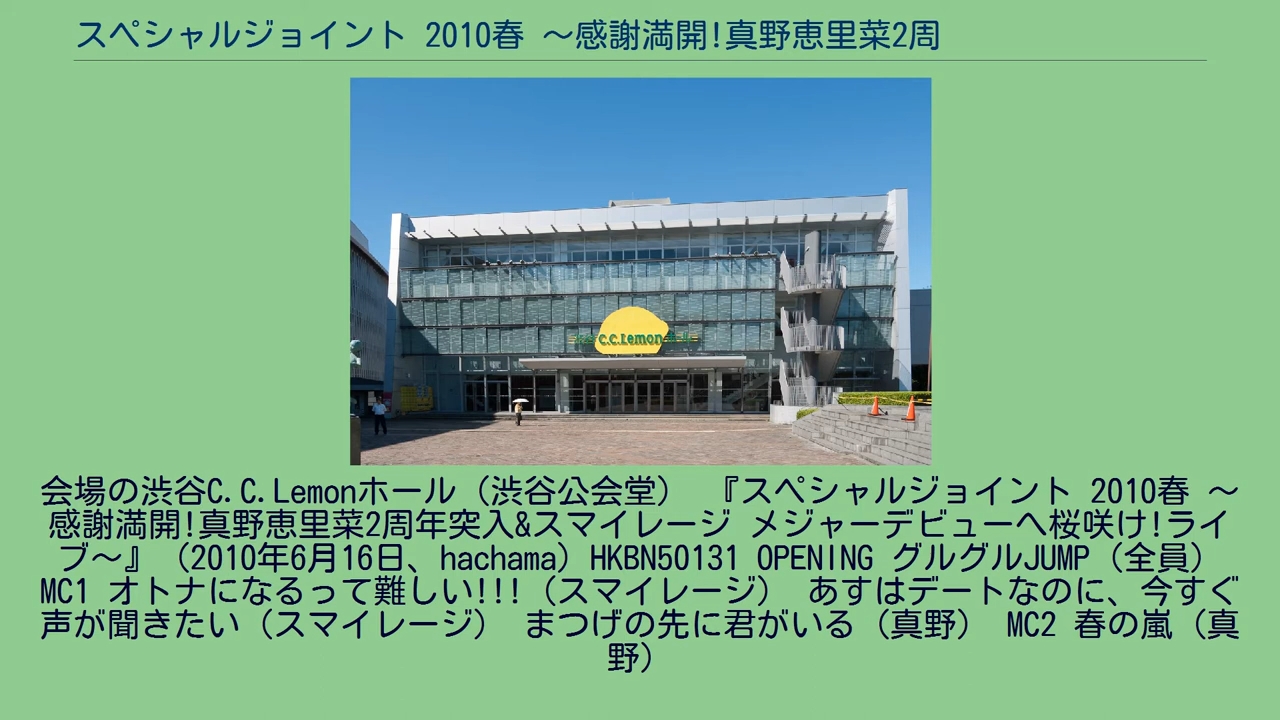 スペシャルジョイント 2010春 ～感謝満開!真野恵里菜2周
C.C.Lemon
会場の渋谷C.C.Lemonホール（渋谷公会堂） 『スペシャルジョイント 2010春 ～
感謝満開!真野恵里菜2周年突入&スマイレージ メジャーデビューへ桜咲け!ライ
ブ～』（2010年6月16日、hachama）HKBN50131 OPENING グルグルJUMP（全員）
MC1 オトナになるって難しい!!!（スマイレージ） あすはデートなのに、今すぐ
声が聞きたい（スマイレージ） まつげの先に君がいる（真野） MC2 春の嵐（真
野）